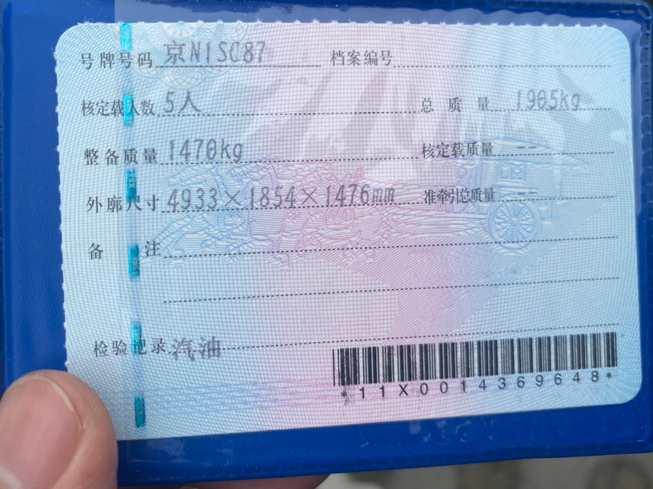 号牌号码 京N1SC87 档案编号
核定载人数 5人 总质量 1905kg
整备质量 1470kg 核定载质量 --
外廓尺寸 4933×1854×1476mm 准牵引总质量 --
备注
检验记录 汽油
*11X0014369648*